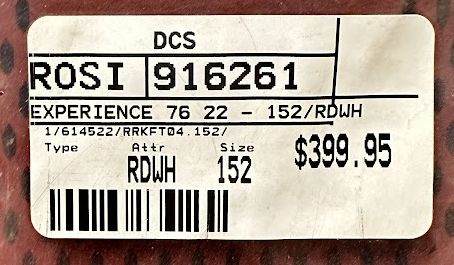 DCS
ROSI 916261
EXPERIENCE 76 22 - 152/RDWH
1/614522/RRKFT04.152/
Type Attr Size
RDWH 152 $399.95